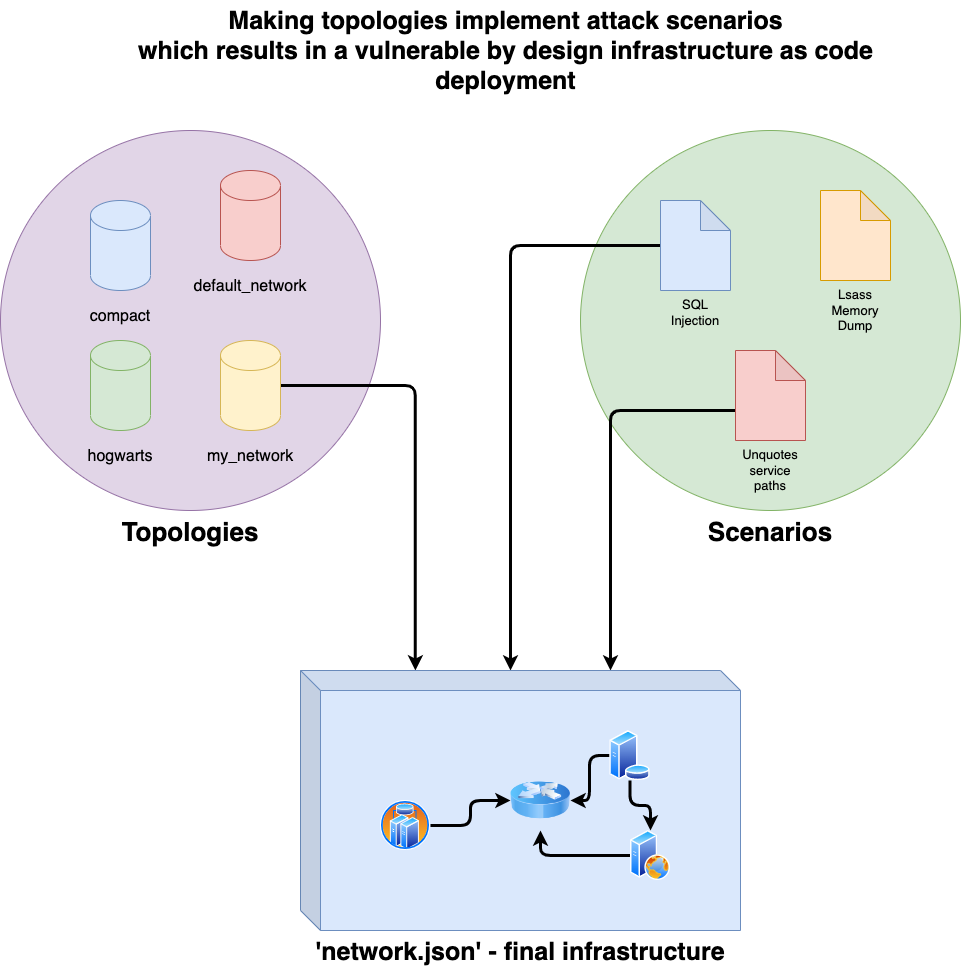 Making topologies implement attack scenarios
which results in a vulnerable by design infrastructure as code
deployment
default_network
compact
hogwarts
my_network
Topologies
SQL
Injection
Lsass
Memory
Dump
Unquotes
service
paths
Scenarios
'network.json' - final infrastructure